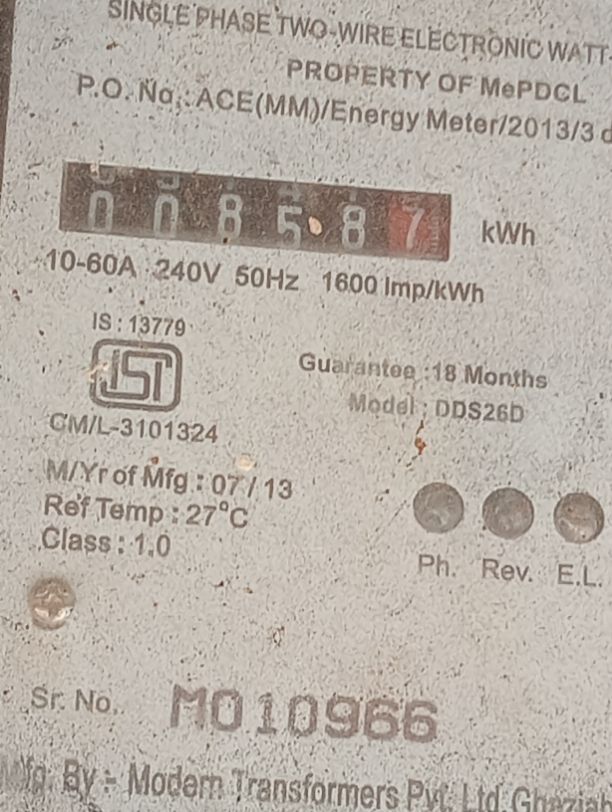 SINGLE PHASE TWO-WIRE ELECTRONIC WATT-
PROPERTY OF MePDCL
P.O. No.: ACE(MM)/Energy Meter/2013/3 d
0 0 8 5 8 7 kWh
10-60A 240V 50Hz 1600 Imp/kWh
IS : 13779
ISI
CM/L-3101324
Guarantee :18 Months
Model : DDS26D
M/Yr of Mfg : 07 / 13
Ref Temp : 27°C
Class : 1.0
Ph. Rev. E.L.
Sr. No. M010966
Mfg. By :- Modern Transformers Pvt. Ltd.